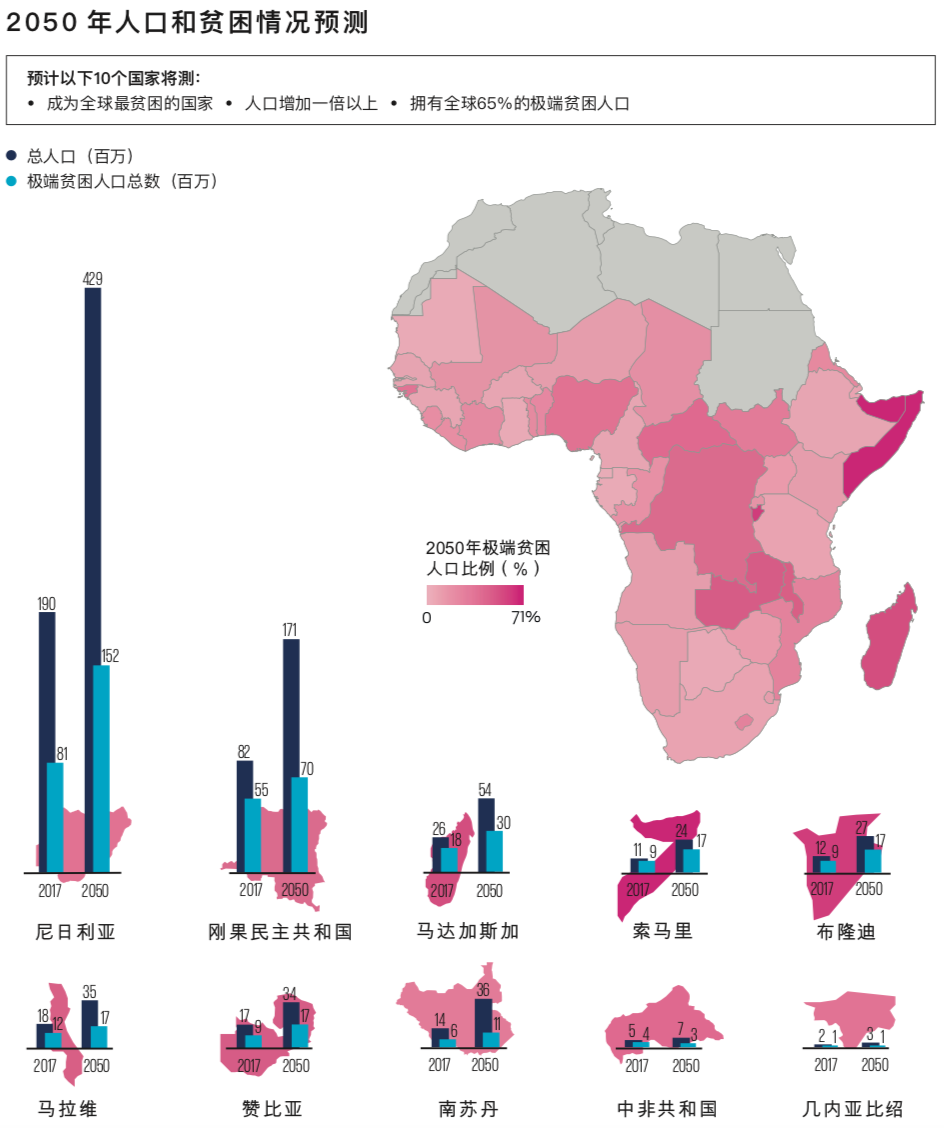 2050 年人口和贫困情况预测
预计以下10个国家将测：
• 成为全球最贫困的国家 • 人口增加一倍以上 • 拥有全球65%的极端贫困人口
总人口（百万）
极端贫困人口总数（百万）
2050年极端贫困
人口比例（%）
0 71%
190 81 429 152
2017 2050
尼日利亚
82 55 171 70
2017 2050
刚果民主共和国
26 18 54 30
2017 2050
马达加斯加
11 9 24 17
2017 2050
索马里
12 9 27 17
2017 2050
布隆迪
18 12 35 17
2017 2050
马拉维
17 9 34 17
2017 2050
赞比亚
14 6 36 11
2017 2050
南苏丹
5 4 7 3
2017 2050
中非共和国
2 1 3 1
2017 2050
几内亚比绍